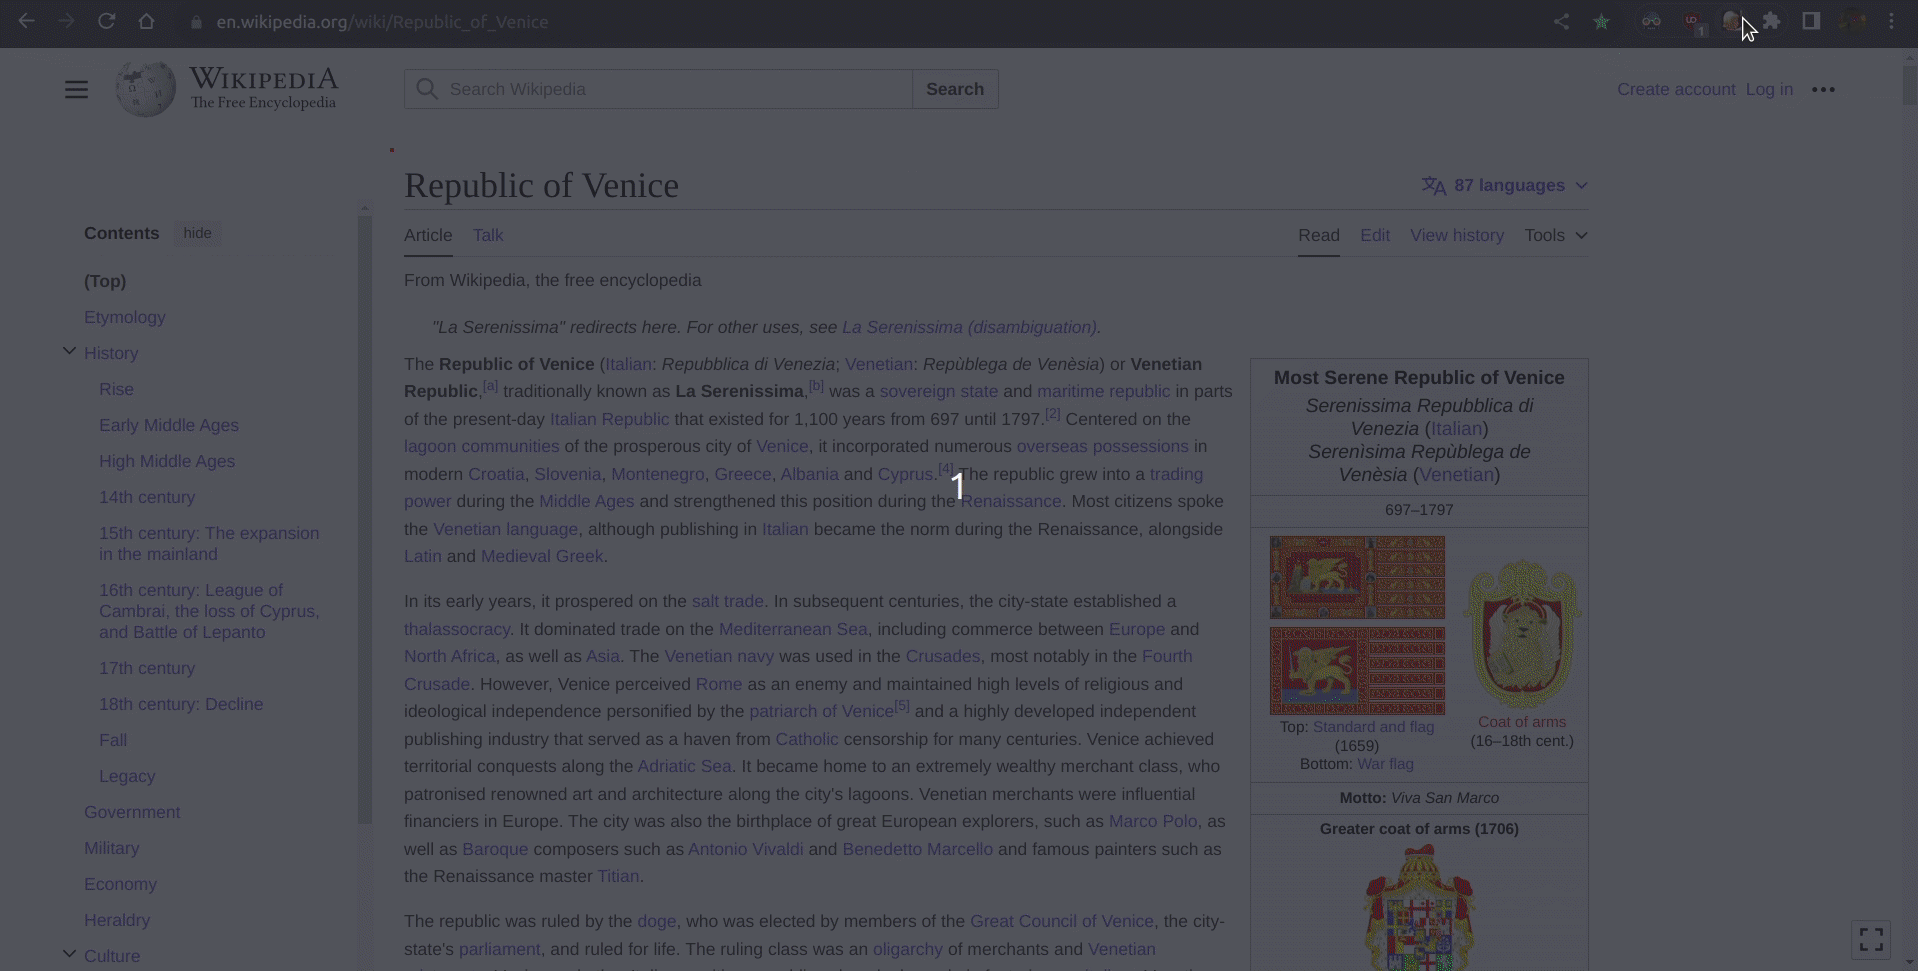 en.wikipedia.org/wiki/Republic_of_Venice
1
WIKIPEDIA
The Free Encyclopedia
Search Wikipedia
Search
Create account Log in
Republic of Venice
87 languages
Contents hide
Article Talk
Read Edit View history Tools
(Top)
Etymology
History
Rise
Early Middle Ages
High Middle Ages
14th century
15th century: The expansion
in the mainland
16th century: League of
Cambrai, the loss of Cyprus,
and Battle of Lepanto
17th century
18th century: Decline
Fall
Legacy
Government
Military
Economy
Heraldry
Culture
From Wikipedia, the free encyclopedia
"La Serenissima" redirects here. For other uses, see La Serenissima (disambiguation).
The Republic of Venice (Italian: Repubblica di Venezia; Venetian: Repùblega de Venèsia) or Venetian
Republic,[a] traditionally known as La Serenissima,[b] was a sovereign state and maritime republic in parts
of the present-day Italian Republic that existed for 1,100 years from 697 until 1797.[2] Centered on the
lagoon communities of the prosperous city of Venice, it incorporated numerous overseas possessions in
modern Croatia, Slovenia, Montenegro, Greece, Albania and Cyprus.[4] The republic grew into a trading
power during the Middle Ages and strengthened this position during the Renaissance. Most citizens spoke
the Venetian language, although publishing in Italian became the norm during the Renaissance, alongside
Latin and Medieval Greek.
1
In its early years, it prospered on the salt trade. In subsequent centuries, the city-state established a
thalassocracy. It dominated trade on the Mediterranean Sea, including commerce between Europe and
North Africa, as well as Asia. The Venetian navy was used in the Crusades, most notably in the Fourth
Crusade. However, Venice perceived Rome as an enemy and maintained high levels of religious and
ideological independence personified by the patriarch of Venice[5] and a highly developed independent
publishing industry that served as a haven from Catholic censorship for many centuries. Venice achieved
territorial conquests along the Adriatic Sea. It became home to an extremely wealthy merchant class, who
patronised renowned art and architecture along the city's lagoons. Venetian merchants were influential
financiers in Europe. The city was also the birthplace of great European explorers, such as Marco Polo, as
well as Baroque composers such as Antonio Vivaldi and Benedetto Marcello and famous painters such as
the Renaissance master Titian.
The republic was ruled by the doge, who was elected by members of the Great Council of Venice, the city-
state's parliament, and ruled for life. The ruling class was an oligarchy of merchants and Venetian
Most Serene Republic of Venice
Serenissima Repubblica di
Venezia (Italian)
Serenìsima Repùblega de
Venèsia (Venetian)
697–1797
Top: Standard and flag
(1659)
Bottom: War flag
Coat of arms
(16–18th cent.)
Motto: Viva San Marco
Greater coat of arms (1706)